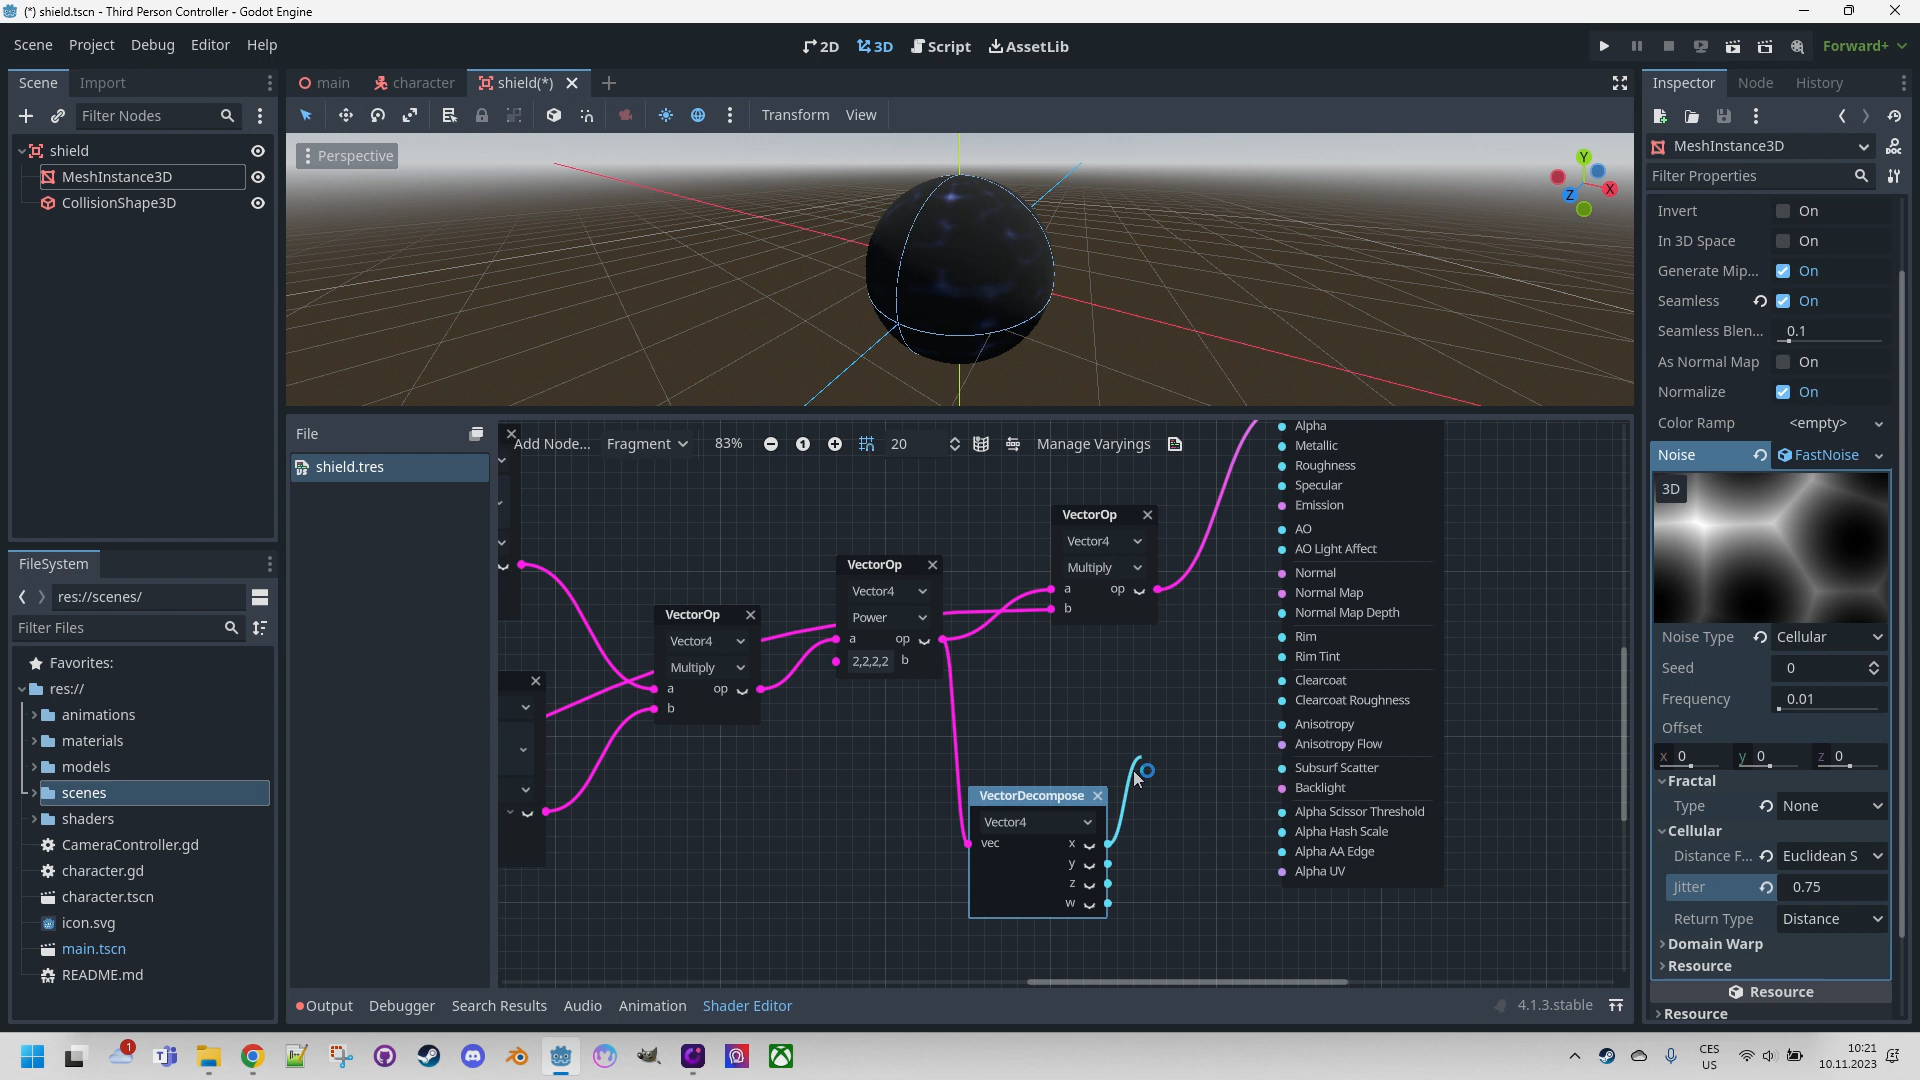 (*) shield.tscn - Third Person Controller - Godot Engine
Scene Project Debug Editor Help
2D 3D Script AssetLib
Forward+
Scene Import
main character shield(*)
Inspector Node History
Filter Nodes
Transform View
shield
MeshInstance3D
CollisionShape3D
Perspective
Y
X
Z
MeshInstance3D
Filter Properties
Invert On
In 3D Space On
Generate Mip... On
Seamless On
Seamless Blen... 0.1
As Normal Map On
Normalize On
Color Ramp <empty>
Noise FastNoise
3D
Noise Type Cellular
Seed 0
Frequency 0.01
Offset
x 0 y 0 z 0
Fractal
Type None
Cellular
Distance F... Euclidean S
Jitter 0.75
Return Type Distance
Domain Warp
Resource
Resource
Resource
File
shield.tres
Add Node... Fragment 83% 1 20 Manage Varyings
VectorOp
Vector4
Multiply
a op
b
VectorOp
Vector4
Power
a op
2,2,2,2 b
VectorOp
Vector4
Multiply
a op
b
VectorDecompose
Vector4
vec x
y
z
w
Alpha
Metallic
Roughness
Specular
Emission
AO
AO Light Affect
Normal
Normal Map
Normal Map Depth
Rim
Rim Tint
Clearcoat
Clearcoat Roughness
Anisotropy
Anisotropy Flow
Subsurf Scatter
Backlight
Alpha Scissor Threshold
Alpha Hash Scale
Alpha AA Edge
Alpha UV
FileSystem
res://scenes/
Filter Files
Favorites:
res://
animations
materials
models
scenes
shaders
CameraController.gd
character.gd
character.tscn
icon.svg
main.tscn
README.md
Output Debugger Search Results Audio Animation Shader Editor
4.1.3.stable
1
CES
US
10:21
10.11.2023